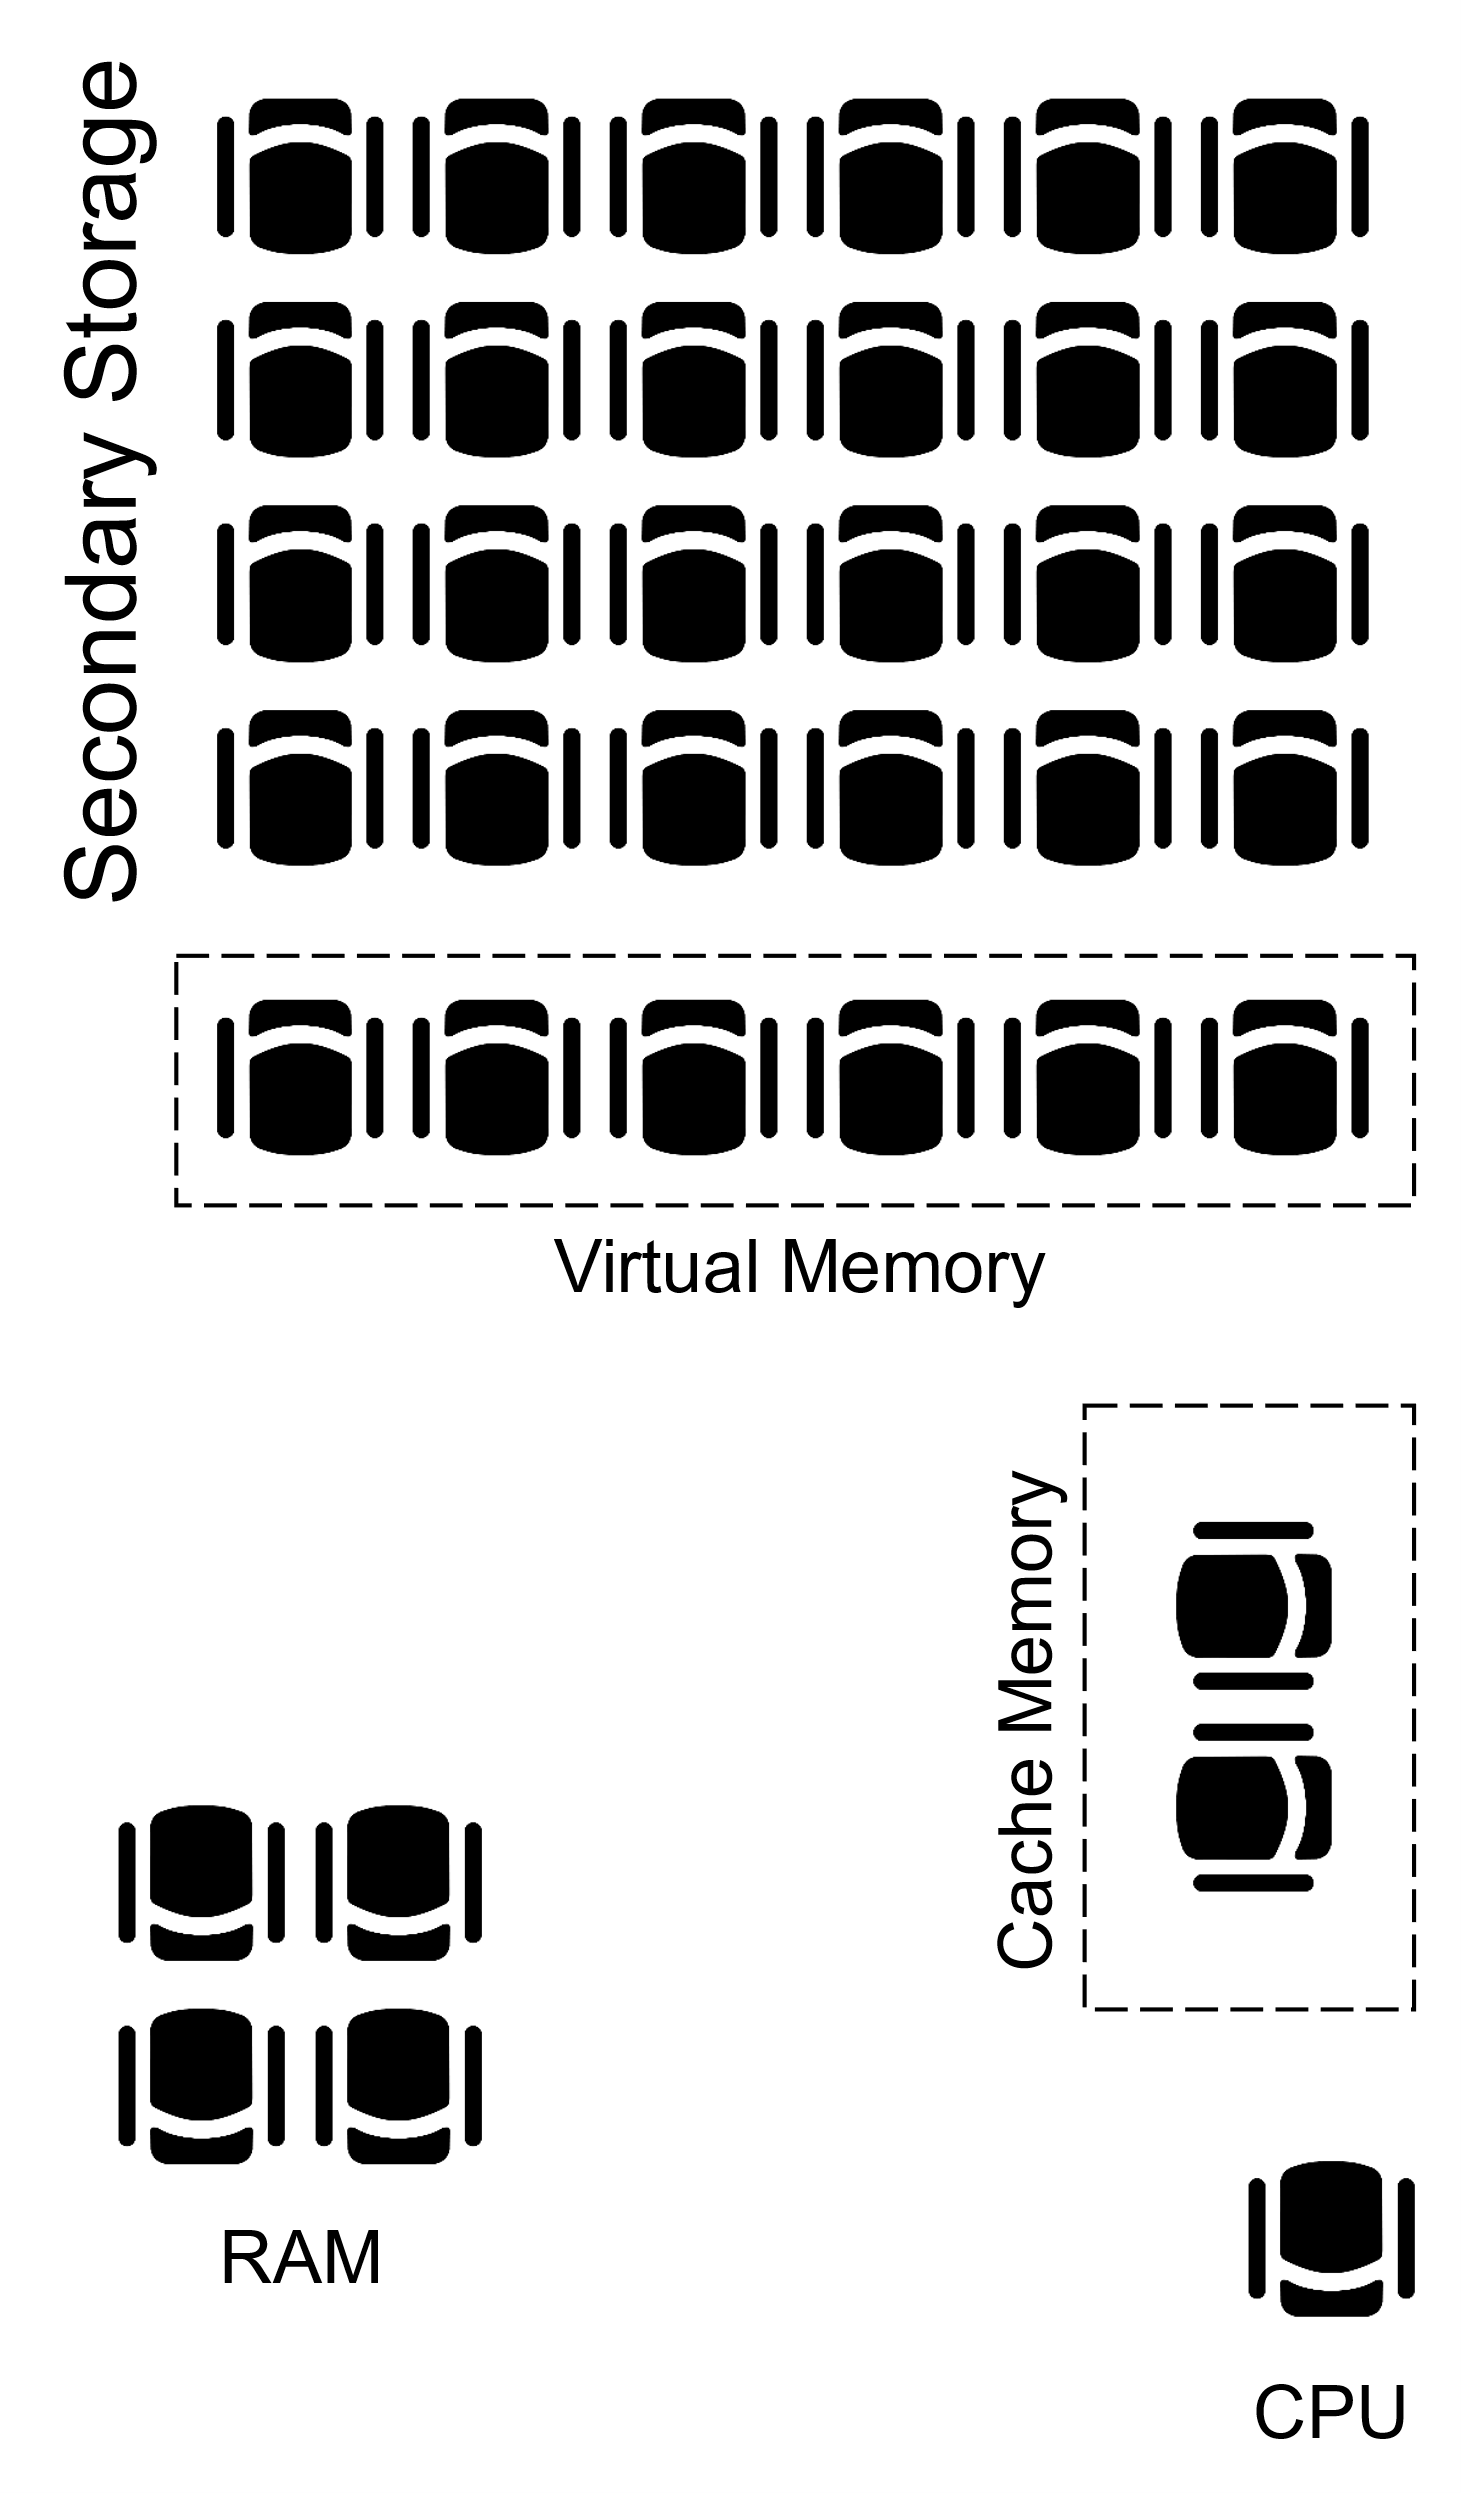 Secondary Storage
Virtual Memory
Cache Memory
RAM
CPU